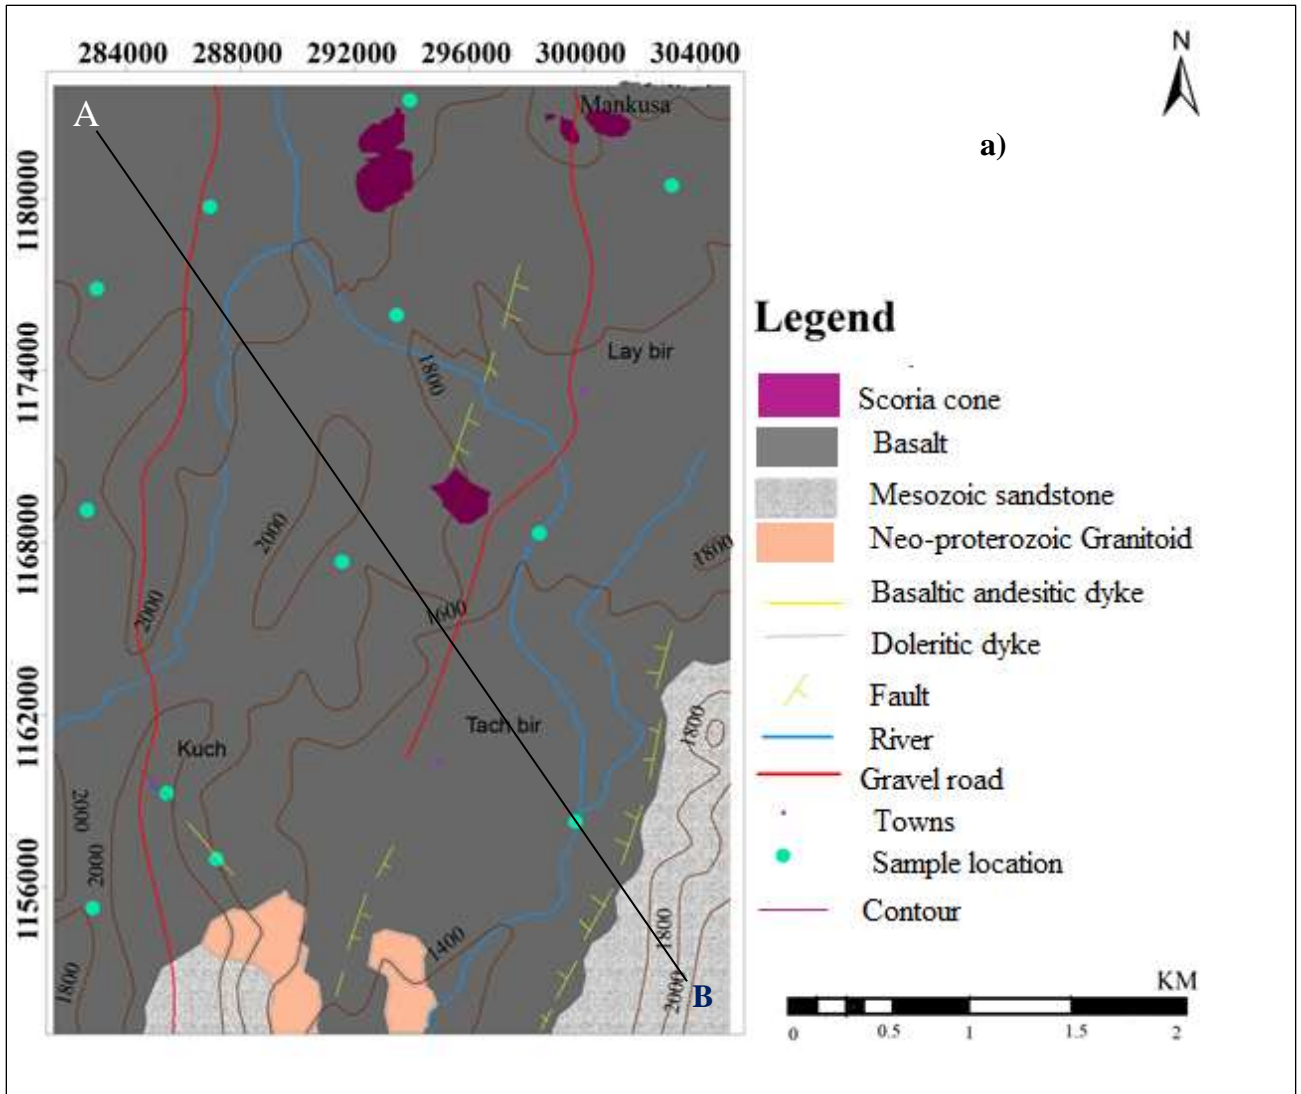 284000 288000 292000 296000 300000 304000
N
A
Mankusa
a)
1180000
Lay bir
1174000
1800
Legend
Scoria cone
Basalt
Mesozoic sandstone
Neo-proterozoic Granitoid
Basaltic andesitic dyke
Doleritic dyke
Fault
River
Gravel road
Towns
Sample location
Contour
1168000
2000
1800
2000
1600
1162000
Kuch
Tach bir
1800
2000
2000
1156000
1800
1400
1800
2000
B
KM
0 0.5 1 1.5 2